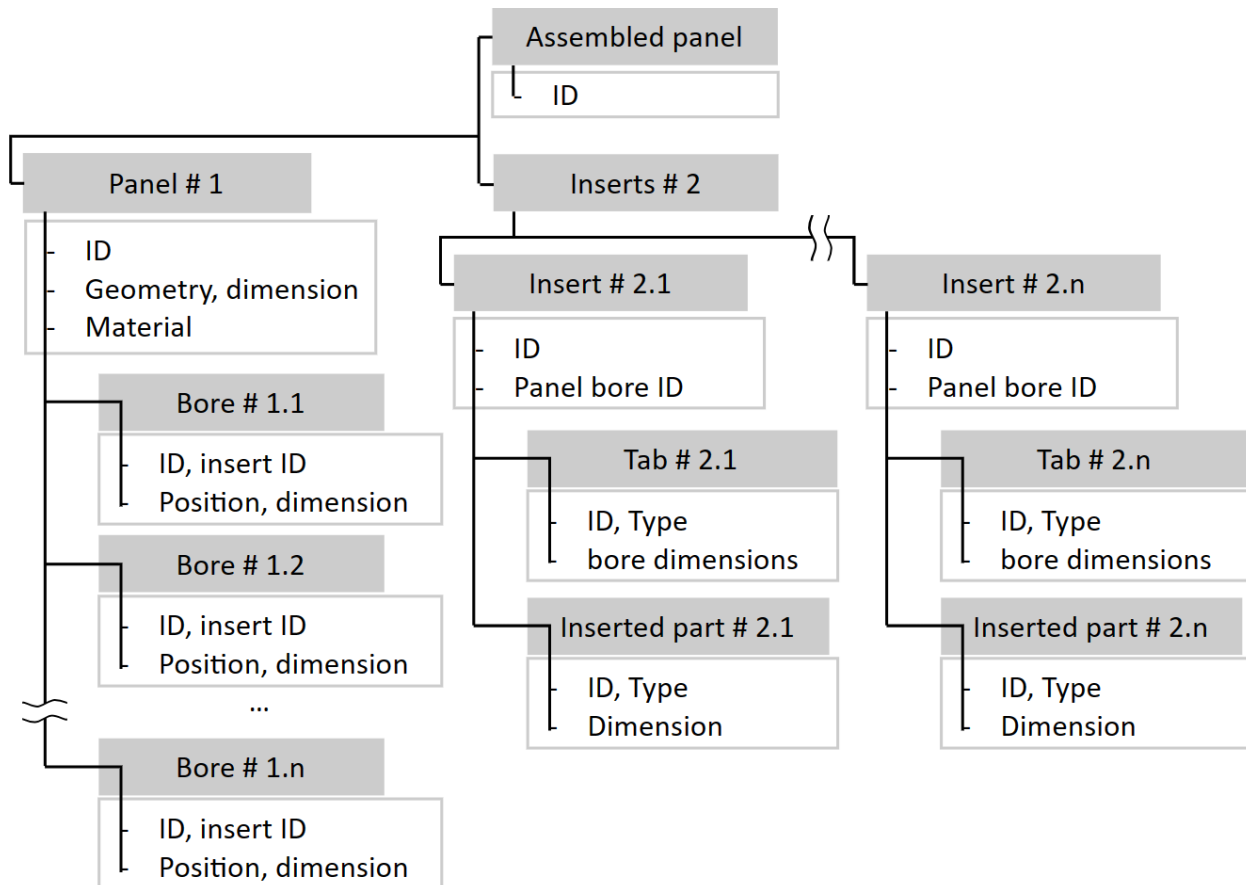 Assembled panel
- ID
Panel # 1
- ID
- Geometry, dimension
- Material
Bore # 1.1
- ID, insert ID
- Position, dimension
Bore # 1.2
- ID, insert ID
- Position, dimension
...
Bore # 1.n
- ID, insert ID
- Position, dimension
Inserts # 2
Insert # 2.1
- ID
- Panel bore ID
Tab # 2.1
- ID, Type
- bore dimensions
Inserted part # 2.1
- ID, Type
- Dimension
Insert # 2.n
- ID
- Panel bore ID
Tab # 2.n
- ID, Type
- bore dimensions
Inserted part # 2.n
- ID, Type
- Dimension